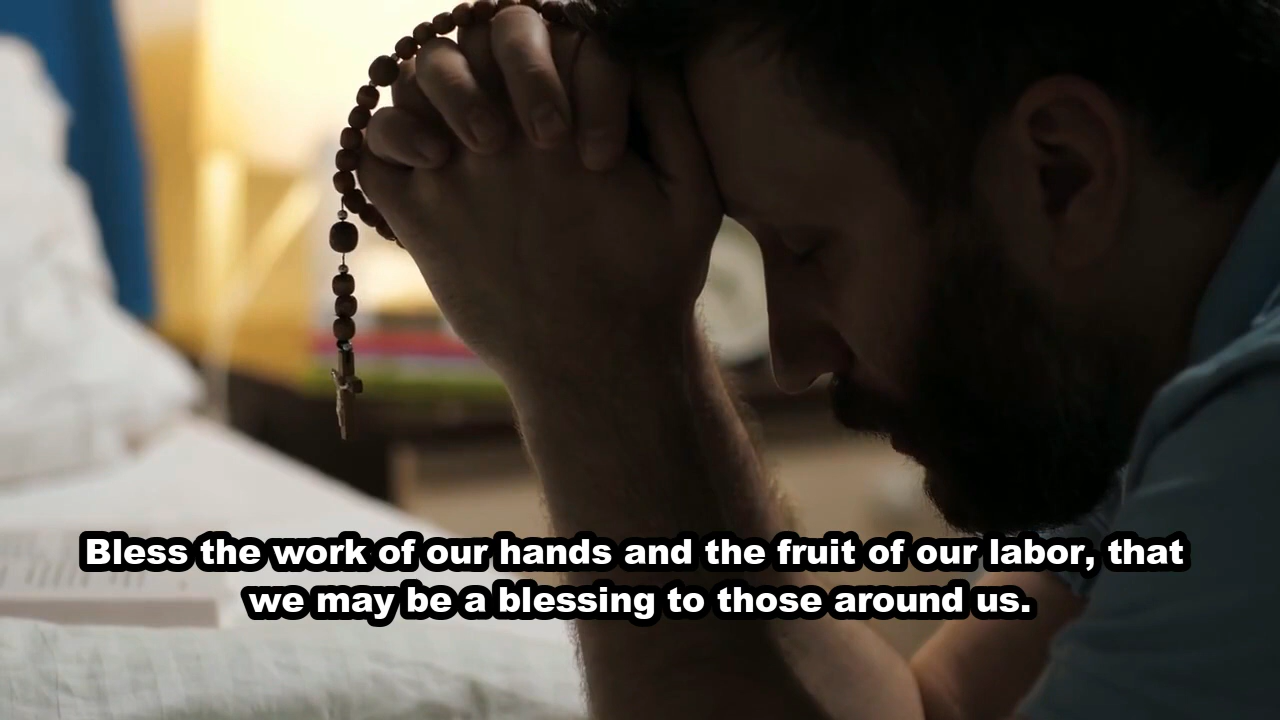 Bless the work of our hands and the fruit of our labor, that
we may be a blessing to those around us.